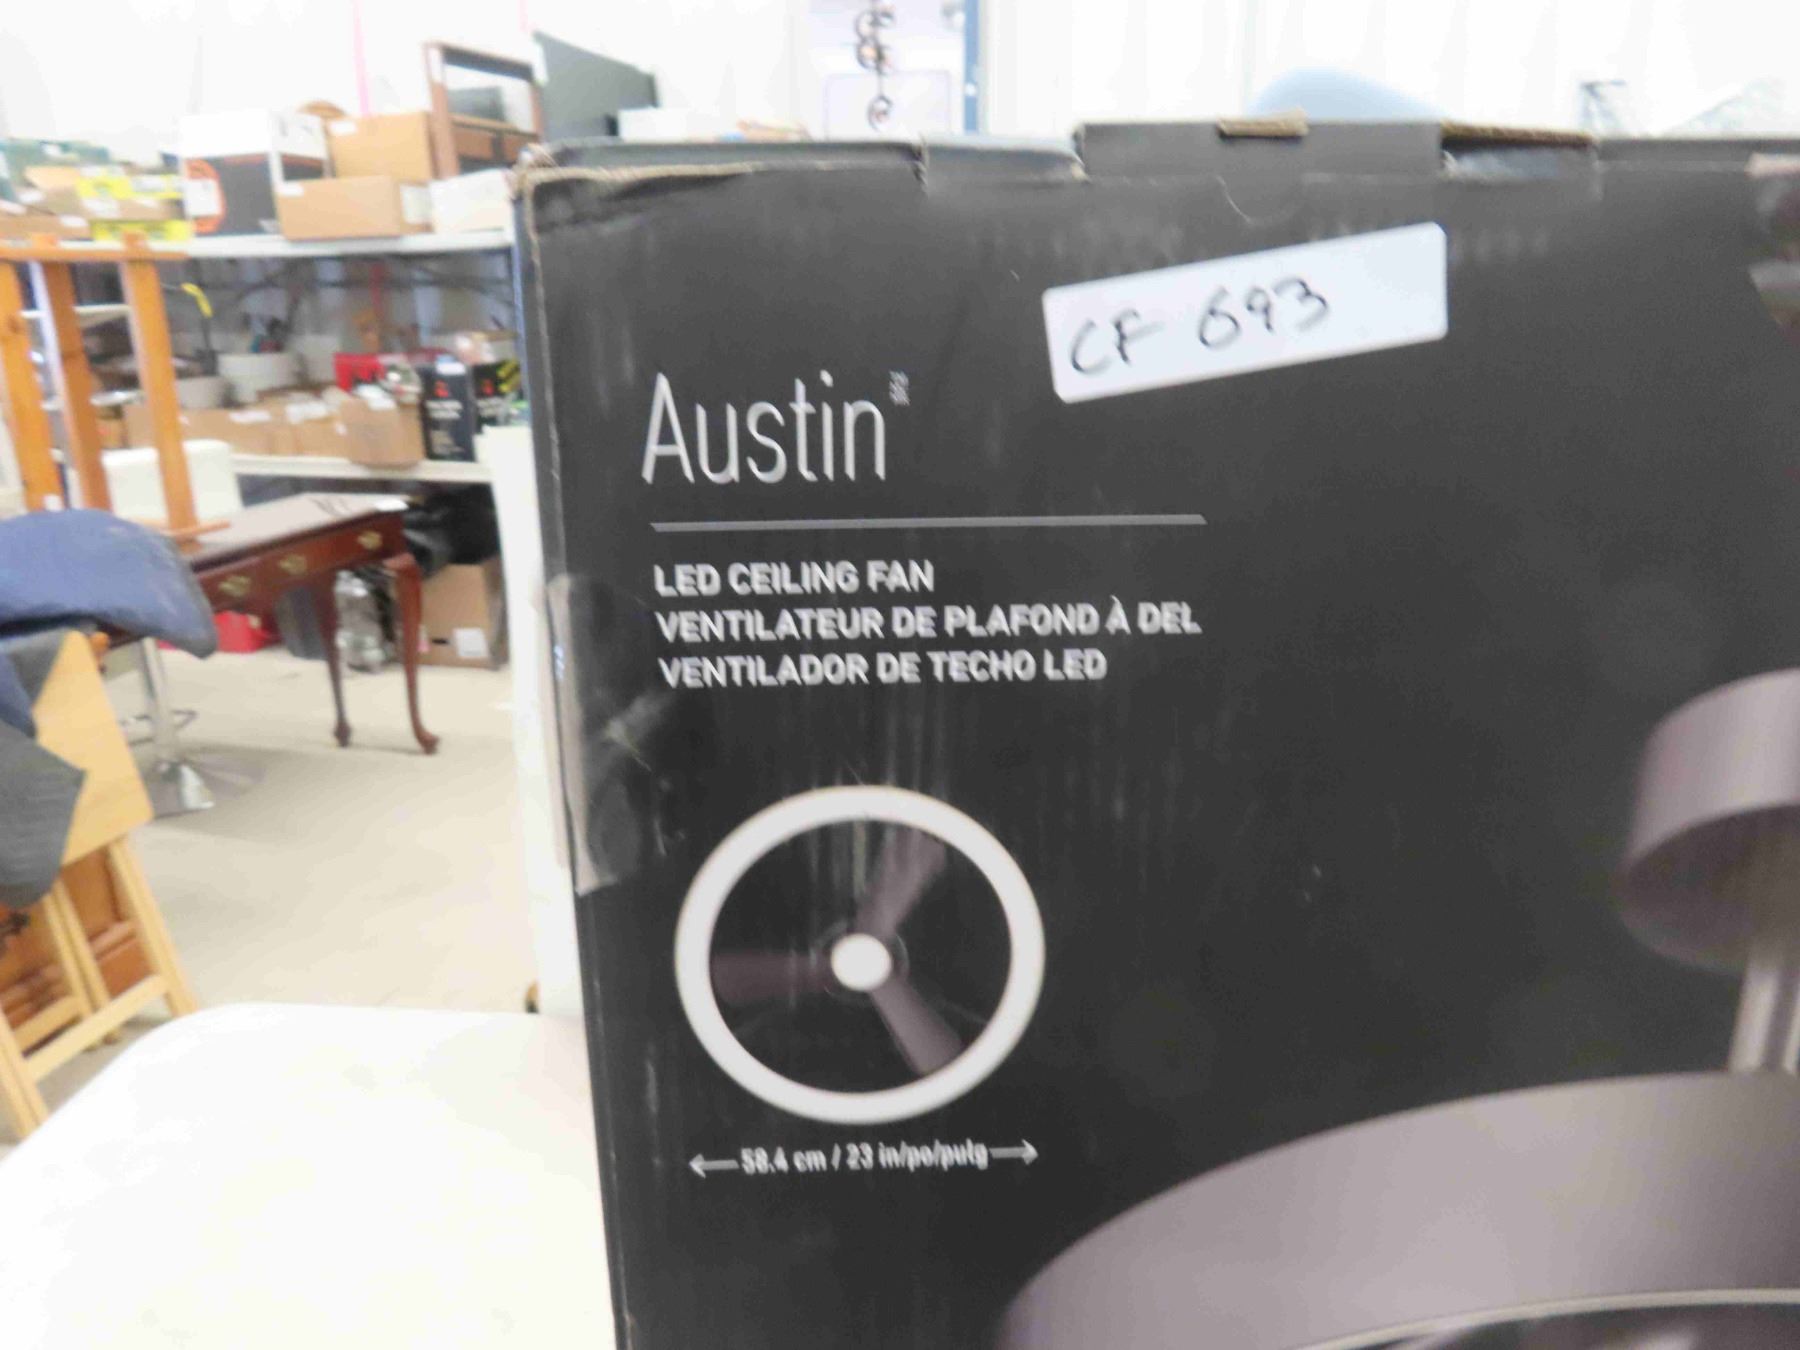 CF 693
Austin
LED CEILING FAN
VENTILATEUR DE PLAFOND À DEL
VENTILADOR DE TECHO LED
58.4 cm / 23 in/po/pulg